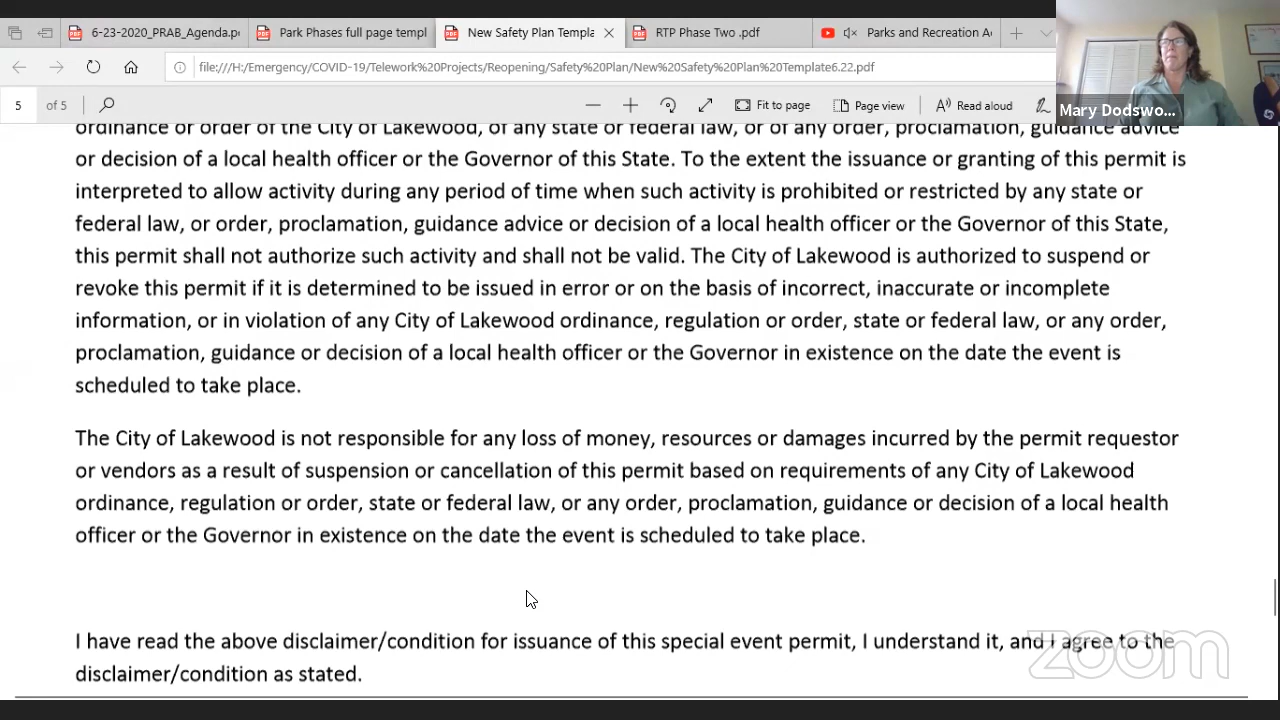 6-23-2020_PRAB_Agenda.p
Park Phases full page templ
New Safety Plan Templa
RTP Phase Two .pdf
Parks and Recreation A
file:///H:/Emergency/COVID-19/Telework%20Projects/Reopening/Safety%20Plan/New%20Safety%20Plan%20Template6.22.pdf
5 of 5
Fit to page
Page view
Read aloud
Mary Dodswo...
ordinance or order of the City of Lakewood, of any state or federal law, or of any order, proclamation, guidance advice
or decision of a local health officer or the Governor of this State. To the extent the issuance or granting of this permit is
interpreted to allow activity during any period of time when such activity is prohibited or restricted by any state or
federal law, or order, proclamation, guidance advice or decision of a local health officer or the Governor of this State,
this permit shall not authorize such activity and shall not be valid. The City of Lakewood is authorized to suspend or
revoke this permit if it is determined to be issued in error or on the basis of incorrect, inaccurate or incomplete
information, or in violation of any City of Lakewood ordinance, regulation or order, state or federal law, or any order,
proclamation, guidance or decision of a local health officer or the Governor in existence on the date the event is
scheduled to take place.
The City of Lakewood is not responsible for any loss of money, resources or damages incurred by the permit requestor
or vendors as a result of suspension or cancellation of this permit based on requirements of any City of Lakewood
ordinance, regulation or order, state or federal law, or any order, proclamation, guidance or decision of a local health
officer or the Governor in existence on the date the event is scheduled to take place.
I have read the above disclaimer/condition for issuance of this special event permit, I understand it, and I agree to the
disclaimer/condition as stated.
zoom